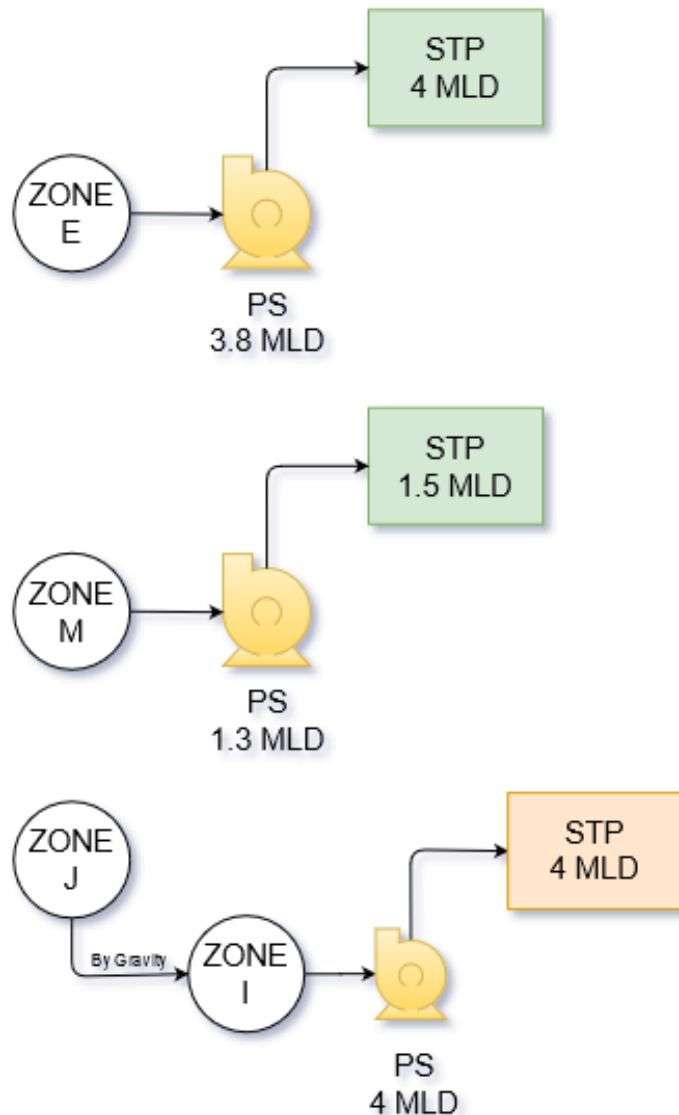 STP
4 MLD
ZONE
E
PS
3.8 MLD
STP
1.5 MLD
ZONE
M
PS
1.3 MLD
ZONE
J
STP
4 MLD
By Gravity
ZONE
I
PS
4 MLD